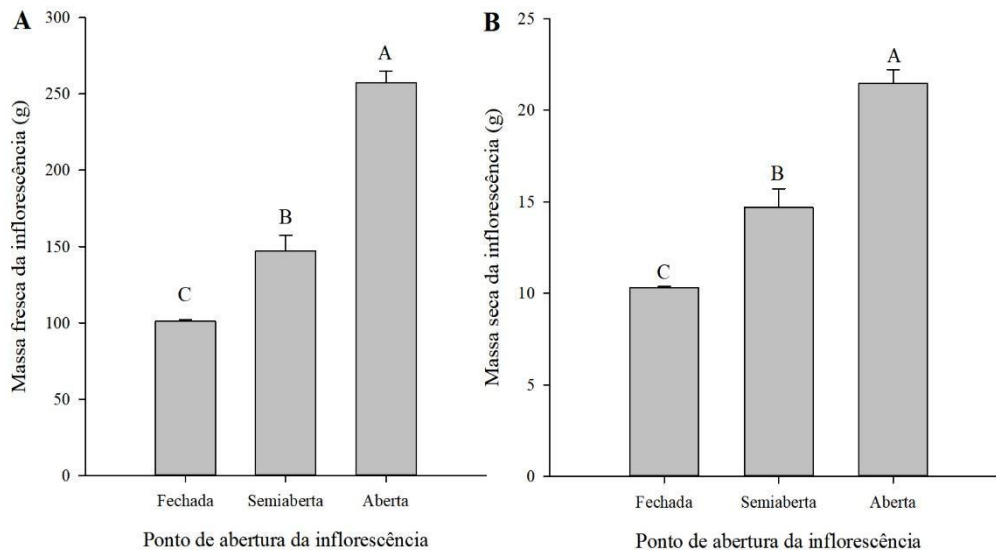 A
Massa fresca da inflorescência (g)
300
250
200
150
100
50
0
C
B
A
Fechada Semiaberta Aberta
Ponto de abertura da inflorescência
B
Massa seca da inflorescência (g)
25
20
15
10
5
0
C
B
A
Fechada Semiaberta Aberta
Ponto de abertura da inflorescência